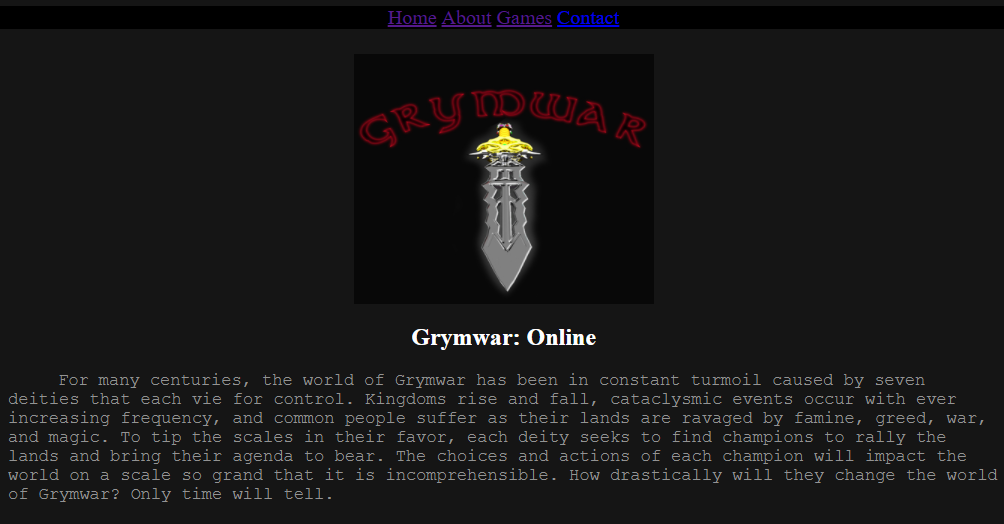 Home About Games Contact
GRYMWAR
Grymwar: Online
For many centuries, the world of Grymwar has been in constant turmoil caused by seven
deities that each vie for control. Kingdoms rise and fall, cataclysmic events occur with ever
increasing frequency, and common people suffer as their lands are ravaged by famine, greed, war,
and magic. To tip the scales in their favor, each deity seeks to find champions to rally the
lands and bring their agenda to bear. The choices and actions of each champion will impact the
world on a scale so grand that it is incomprehensible. How drastically will they change the world
of Grymwar? Only time will tell.